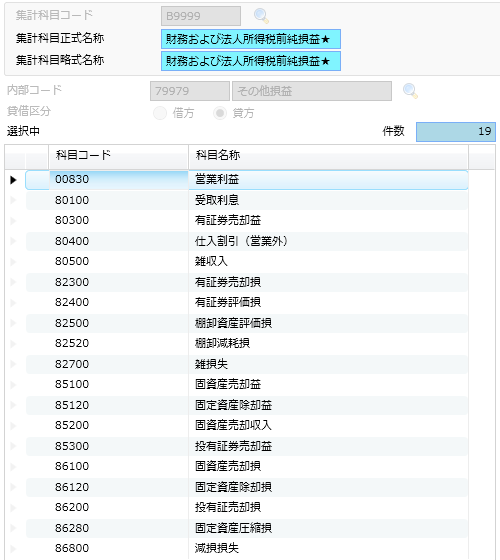 集計科目コード B9999
集計科目正式名称 財務および法人所得税前純損益★
集計科目略式名称 財務および法人所得税前純損益★
内部コード 79979 その他損益
貸借区分 借方 貸方
選択中 件数 19
科目コード 科目名称
00830 営業利益
80100 受取利息
80300 有証券売却益
80400 仕入割引（営業外）
80500 雑収入
82300 有証券売却損
82400 有証券評価損
82500 棚卸資産評価損
82520 棚卸減耗損
82700 雑損失
85100 固資産売却益
85120 固定資産除却益
85200 固資産売却収入
85300 投有証券売却益
86100 固資産売却損
86120 固定資産除却損
86200 投有証売却損
86280 固定資産圧縮損
86800 減損損失